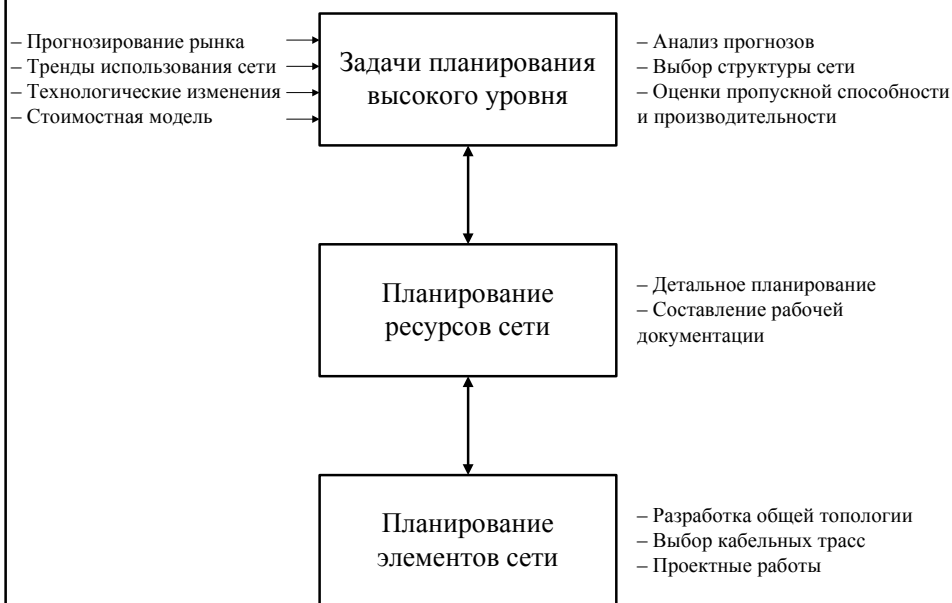 – Прогнозирование рынка
– Тренды использования сети
– Технологические изменения
– Стоимостная модель
Задачи планирования
высокого уровня
– Анализ прогнозов
– Выбор структуры сети
– Оценки пропускной способности
и производительности
Планирование
ресурсов сети
– Детальное планирование
– Составление рабочей
документации
Планирование
элементов сети
– Разработка общей топологии
– Выбор кабельных трасс
– Проектные работы